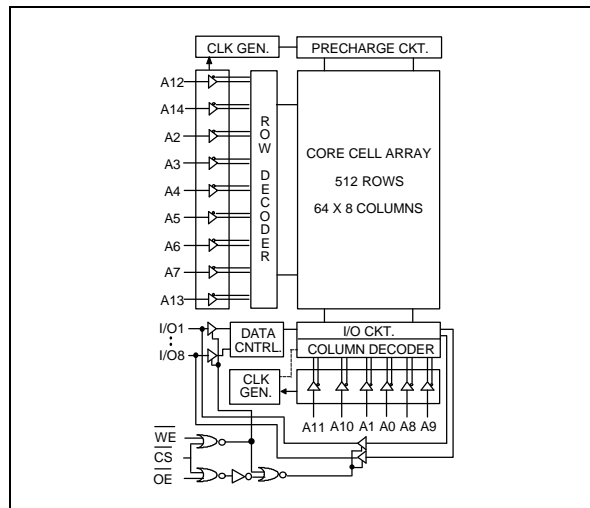 CLK GEN.
PRECHARGE CKT.
A12
A14
A2
A3
A4
A5
A6
A7
A13
ROW DECODER
CORE CELL ARRAY
512 ROWS
64 X 8 COLUMNS
I/O1
I/O8
DATA
CNTRL.
I/O CKT.
COLUMN DECODER
CLK
GEN.
A11 A10 A1 A0 A8 A9
WE
CS
OE